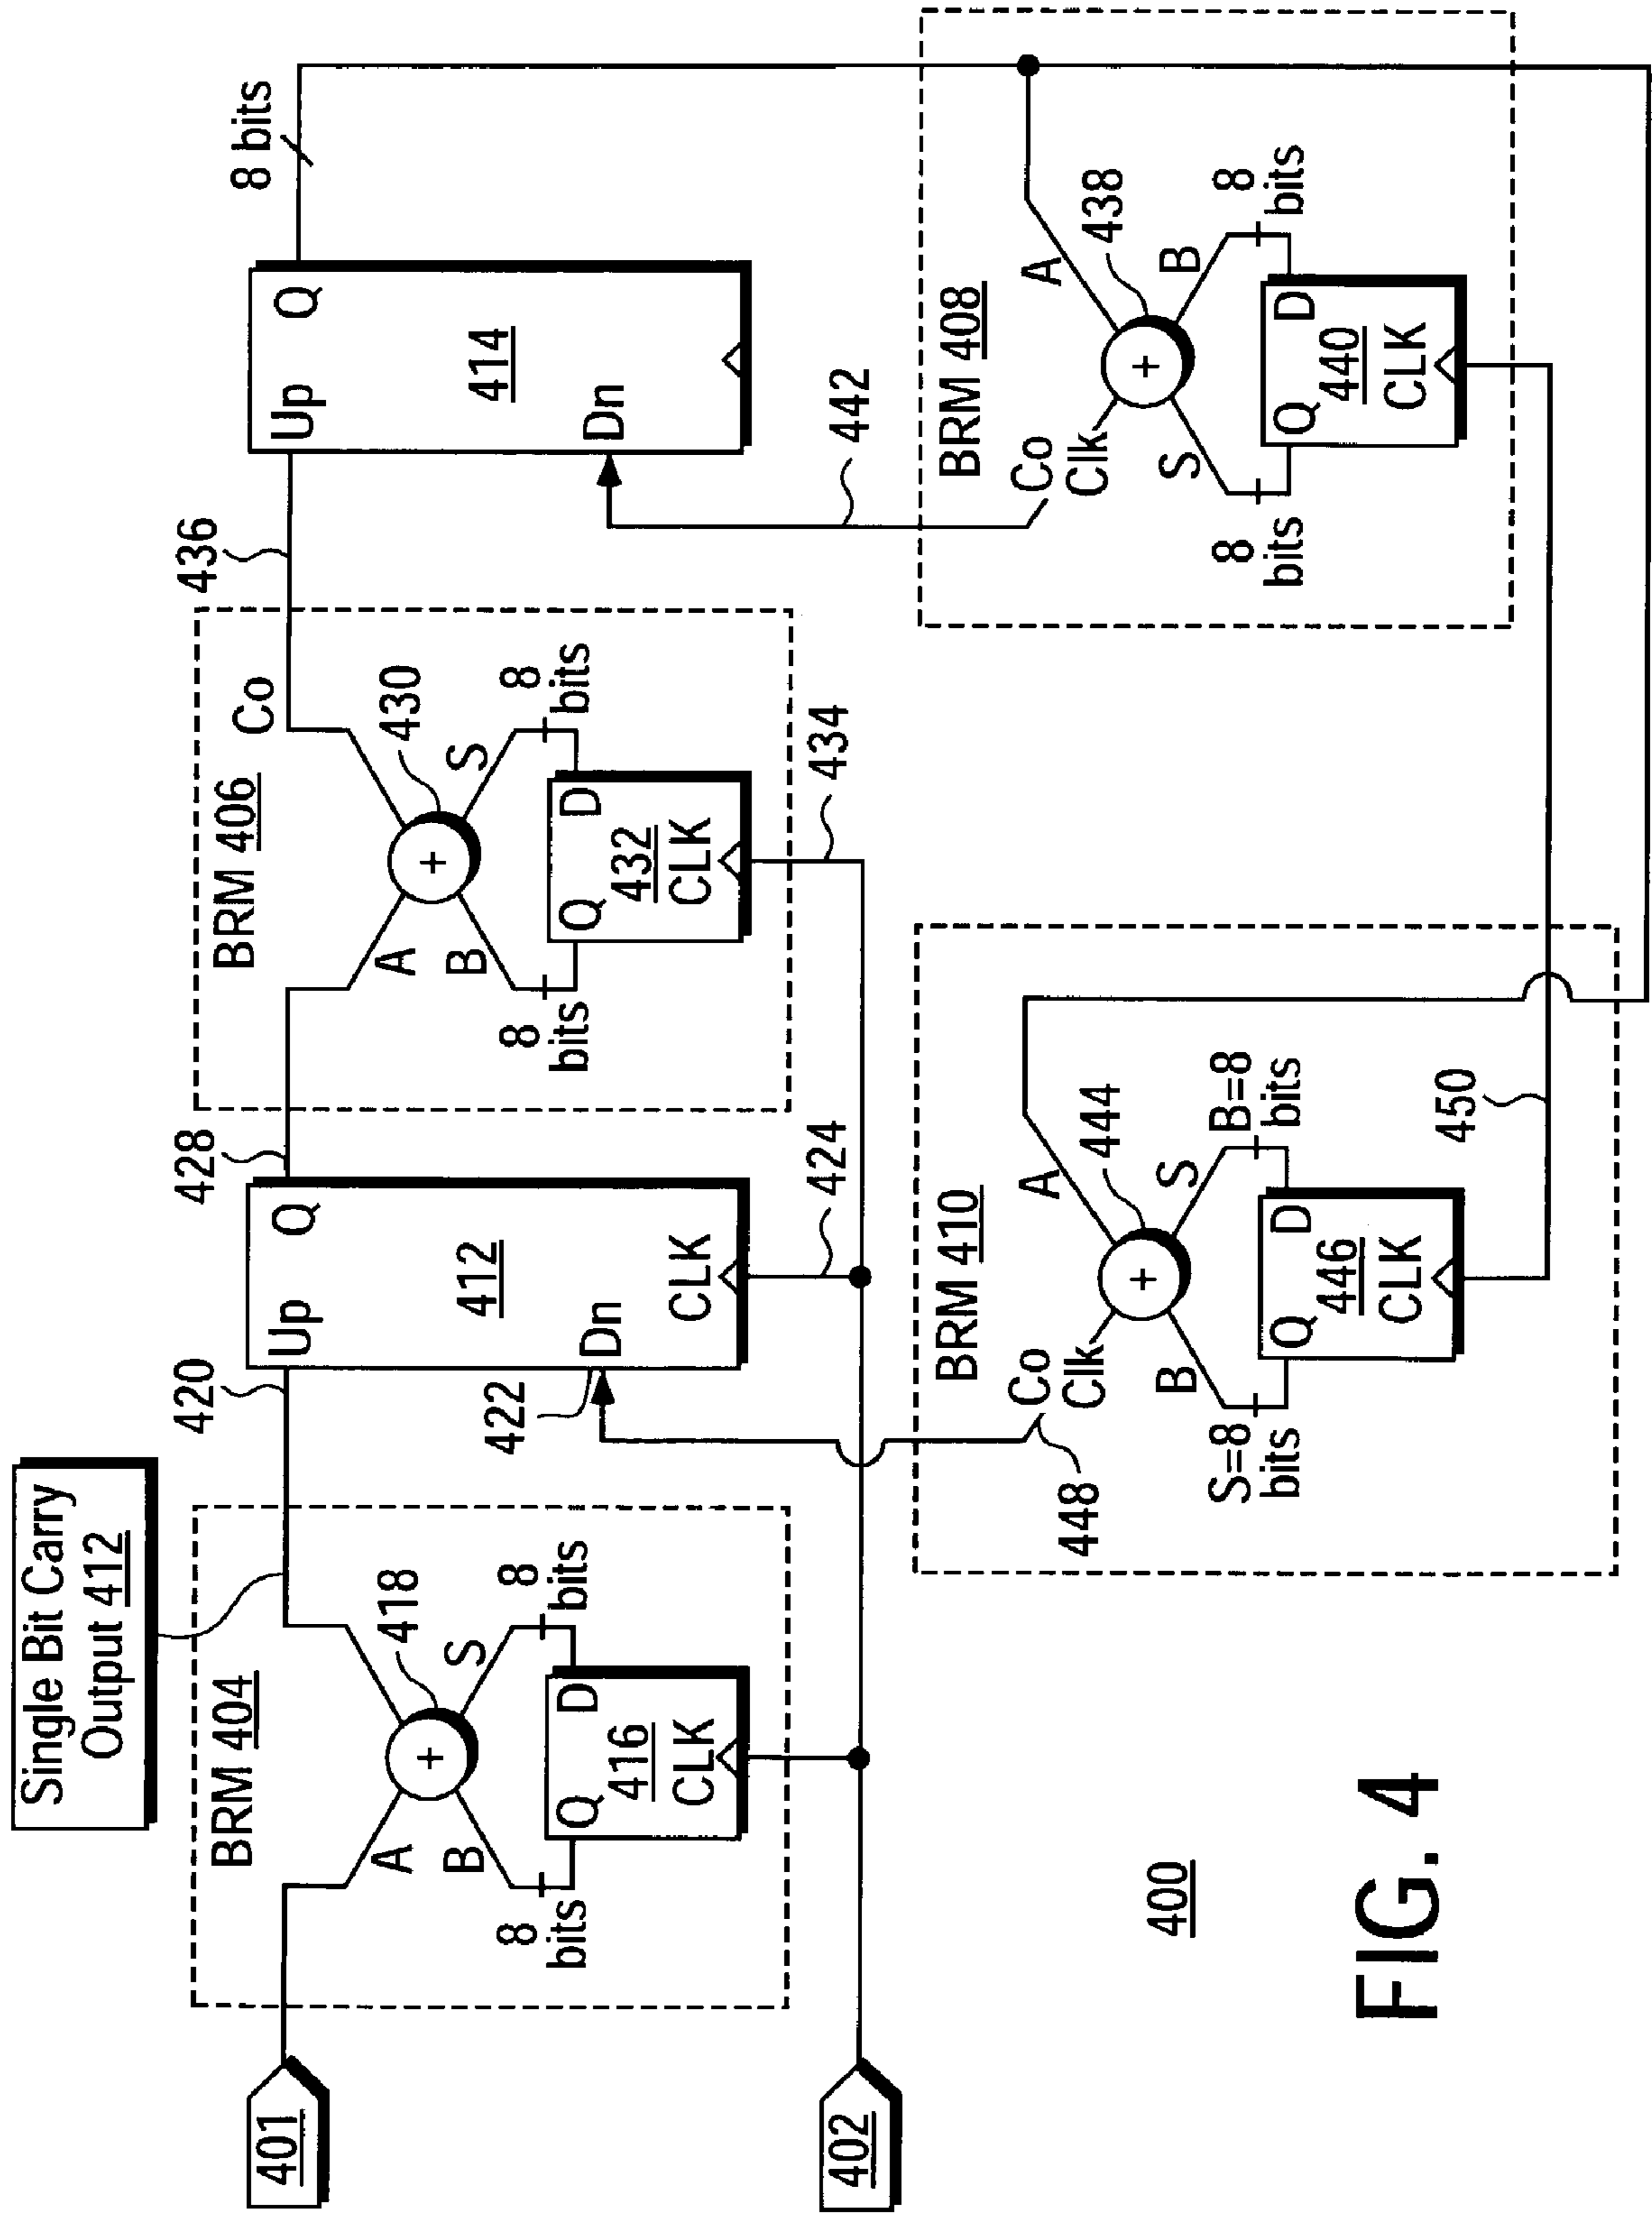 Single Bit Carry
Output 412
401
402
BRM 404
A
B
S
418
8
bits
8
bits
Q
D
416
CLK
420
Up
Q
412
Dn
CLK
422
424
428
BRM 406
Co
A
B
S
430
8
bits
8
bits
Q
D
432
CLK
434
436
Up
Q
414
Dn
8 bits
442
BRM 410
Co
Clk
A
B
S
444
448
S=8
bits
B=8
bits
Q
D
446
CLK
450
BRM 408
Co
Clk
A
S
B
438
8
bits
8
bits
Q
D
440
CLK
400
FIG. 4